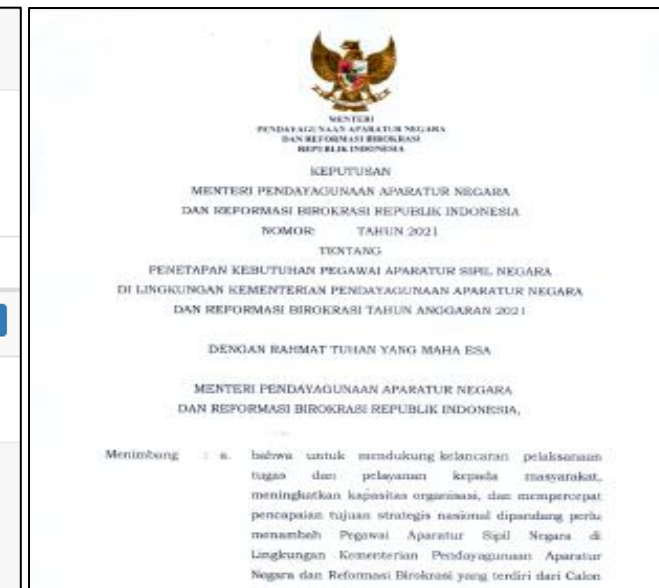 MENTERI
PENDAYAGUNAAN APARATUR NEGARA
DAN REFORMASI BIROKRASI
REPUBLIK INDONESIA
KEPUTUSAN
MENTERI PENDAYAGUNAAN APARATUR NEGARA
DAN REFORMASI BIROKRASI REPUBLIK INDONESIA
NOMOR: TAHUN 2021
TENTANG
PENETAPAN KEBUTUHAN PEGAWAI APARATUR SIPIL NEGARA
DI LINGKUNGAN KEMENTERIAN PENDAYAGUNAAN APARATUR NEGARA
DAN REFORMASI BIROKRASI TAHUN ANGGARAN 2021
DENGAN RAHMAT TUHAN YANG MAHA ESA
MENTERI PENDAYAGUNAAN APARATUR NEGARA
DAN REFORMASI BIROKRASI REPUBLIK INDONESIA,
Menimbang : a. bahwa untuk mendukung kelancaran pelaksanaan
tugas dan pelayanan kepada masyarakat,
meningkatkan kapasitas organisasi, dan mempercepat
pencapaian tujuan strategis nasional dipandang perlu
menambah Pegawai Aparatur Sipil Negara di
Lingkungan Kementerian Pendayagunaan Aparatur
Negara dan Reformasi Birokrasi yang terdiri dari Calon